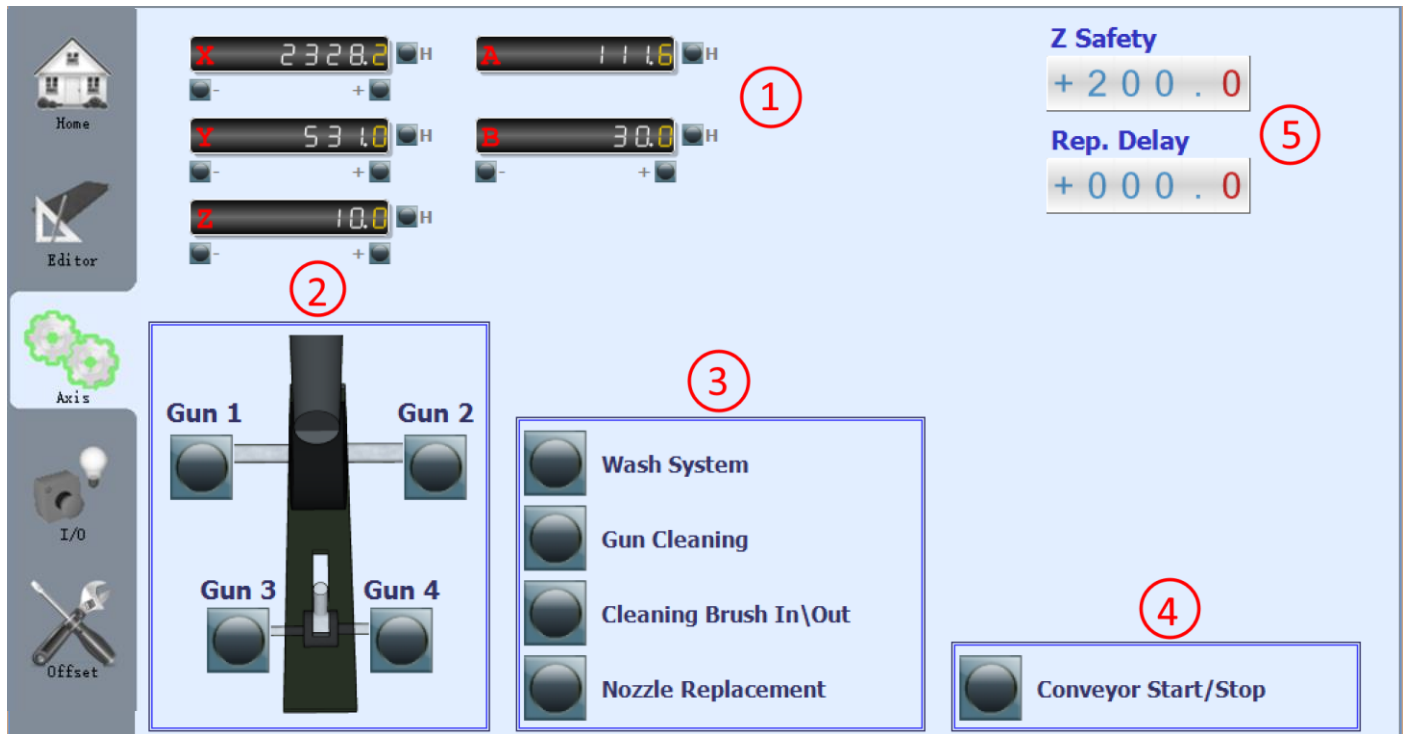 Home
Editor
Axis
I/O
Offset
X 2328.2 H
- +
Y 531.0 H
- +
Z 10.0 H
- +
A 111.6 H
B 30.0 H
- +
1
Z Safety
+200.0
Rep. Delay
+000.0
5
2
Gun 1 Gun 2
Gun 3 Gun 4
3
Wash System
Gun Cleaning
Cleaning Brush In\Out
Nozzle Replacement
4
Conveyor Start/Stop